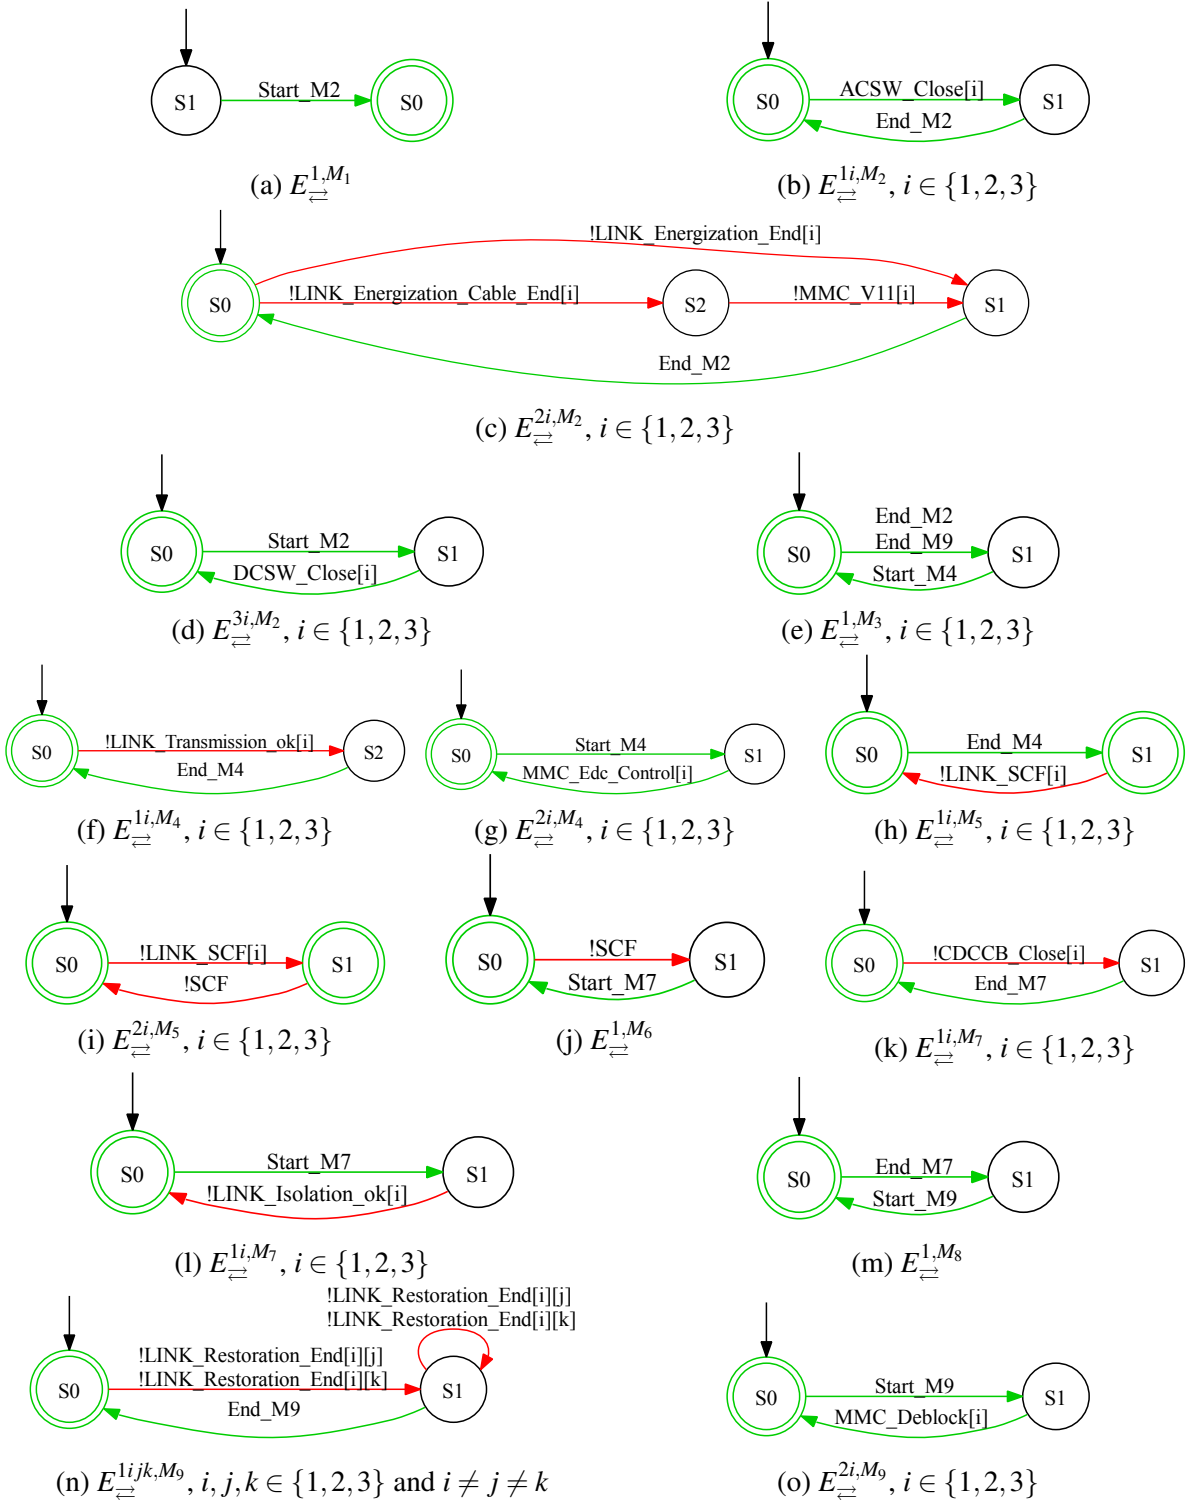 S1 Start_M2 S0
S0 ACSW_Close[i] S1
End_M2
(a) E⇄^{1,M_1}
(b) E⇄^{1i,M_2}, i ∈ {1,2,3}
!LINK_Energization_End[i]
S0 !LINK_Energization_Cable_End[i] S2 !MMC_V11[i] S1
End_M2
(c) E⇄^{2i,M_2}, i ∈ {1,2,3}
S0 Start_M2 S1
DCSW_Close[i]
End_M2
S0 End_M9 S1
Start_M4
(d) E⇄^{3i,M_2}, i ∈ {1,2,3}
(e) E⇄^{1,M_3}, i ∈ {1,2,3}
S0 !LINK_Transmission_ok[i] S2
End_M4
S0 Start_M4 S1
MMC_Edc_Control[i]
S0 End_M4 S1
!LINK_SCF[i]
(f) E⇄^{1i,M_4}, i ∈ {1,2,3}
(g) E⇄^{2i,M_4}, i ∈ {1,2,3}
(h) E⇄^{1i,M_5}, i ∈ {1,2,3}
S0 !LINK_SCF[i] S1
!SCF
S0 !SCF S1
Start_M7
S0 !CDCCB_Close[i] S1
End_M7
(i) E⇄^{2i,M_5}, i ∈ {1,2,3}
(j) E⇄^{1,M_6}
(k) E⇄^{1i,M_7}, i ∈ {1,2,3}
S0 Start_M7 S1
!LINK_Isolation_ok[i]
S0 End_M7 S1
Start_M9
(l) E⇄^{1i,M_7}, i ∈ {1,2,3}
(m) E⇄^{1,M_8}
!LINK_Restoration_End[i][j]
!LINK_Restoration_End[i][k]
!LINK_Restoration_End[i][j]
S0 !LINK_Restoration_End[i][k] S1
End_M9
S0 Start_M9 S1
MMC_Deblock[i]
(n) E⇄^{1ijk,M_9}, i, j, k ∈ {1,2,3} and i ≠ j ≠ k
(o) E⇄^{2i,M_9}, i ∈ {1,2,3}